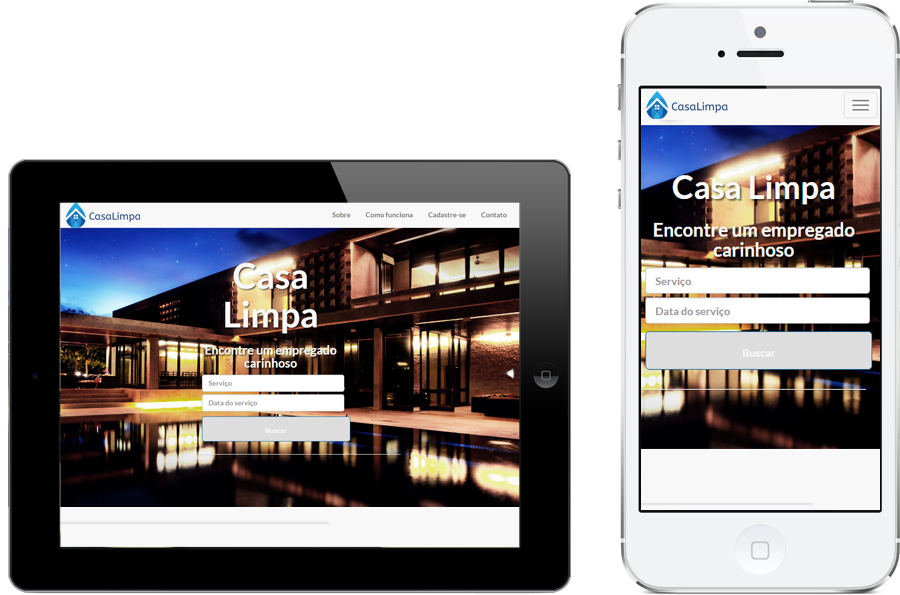 CasaLimpa
Sobre Como funciona Cadastre-se Contato
Casa
Limpa
Encontre um empregado
carinhoso
Serviço
Data do serviço
Buscar
CasaLimpa
Casa Limpa
Encontre um empregado
carinhoso
Serviço
Data do serviço
Buscar